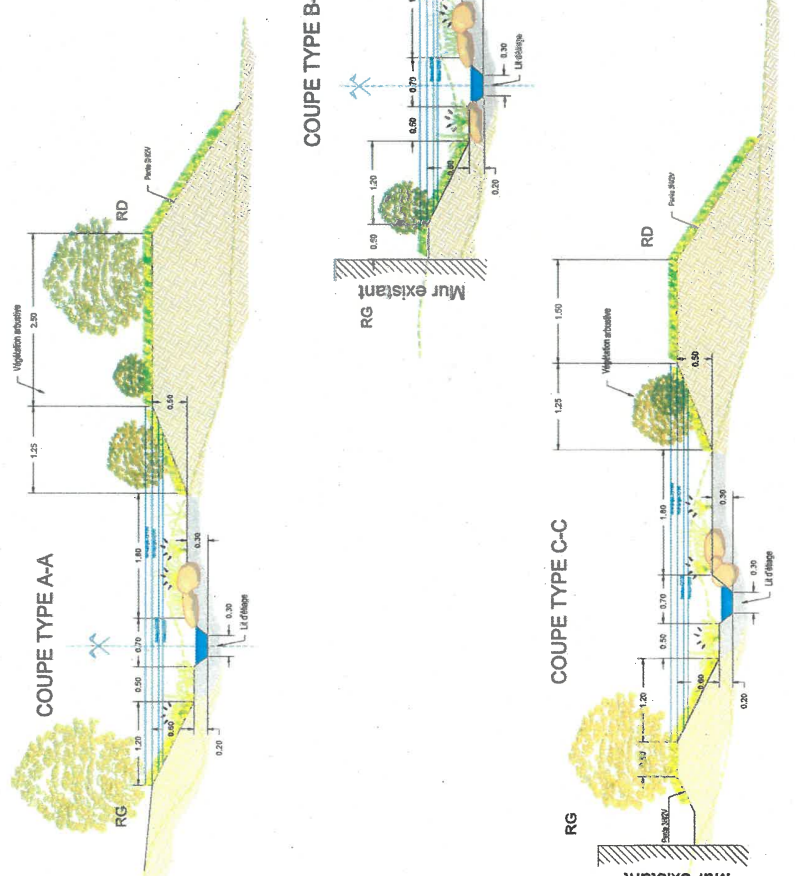 COUPE TYPE A-A
RG
RD
Végétation arbustive
Pente 3H/2V
2.50
1.25
1.80
0.70
0.50
1.20
0.50
0.30
0.60
0.20
0.30
Lit d'étiage
COUPE TYPE B-
RG
Mur existant
0.50
1.20
0.60
0.70
0.60
0.20
0.30
Lit d'étiage
COUPE TYPE C-C
RG
RD
Végétation arbustive
Pente 3H/2V
1.50
1.25
1.80
0.70
0.50
1.20
0.50
0.50
0.30
0.60
0.20
0.30
Lit d'étiage
Pente 3H/2V